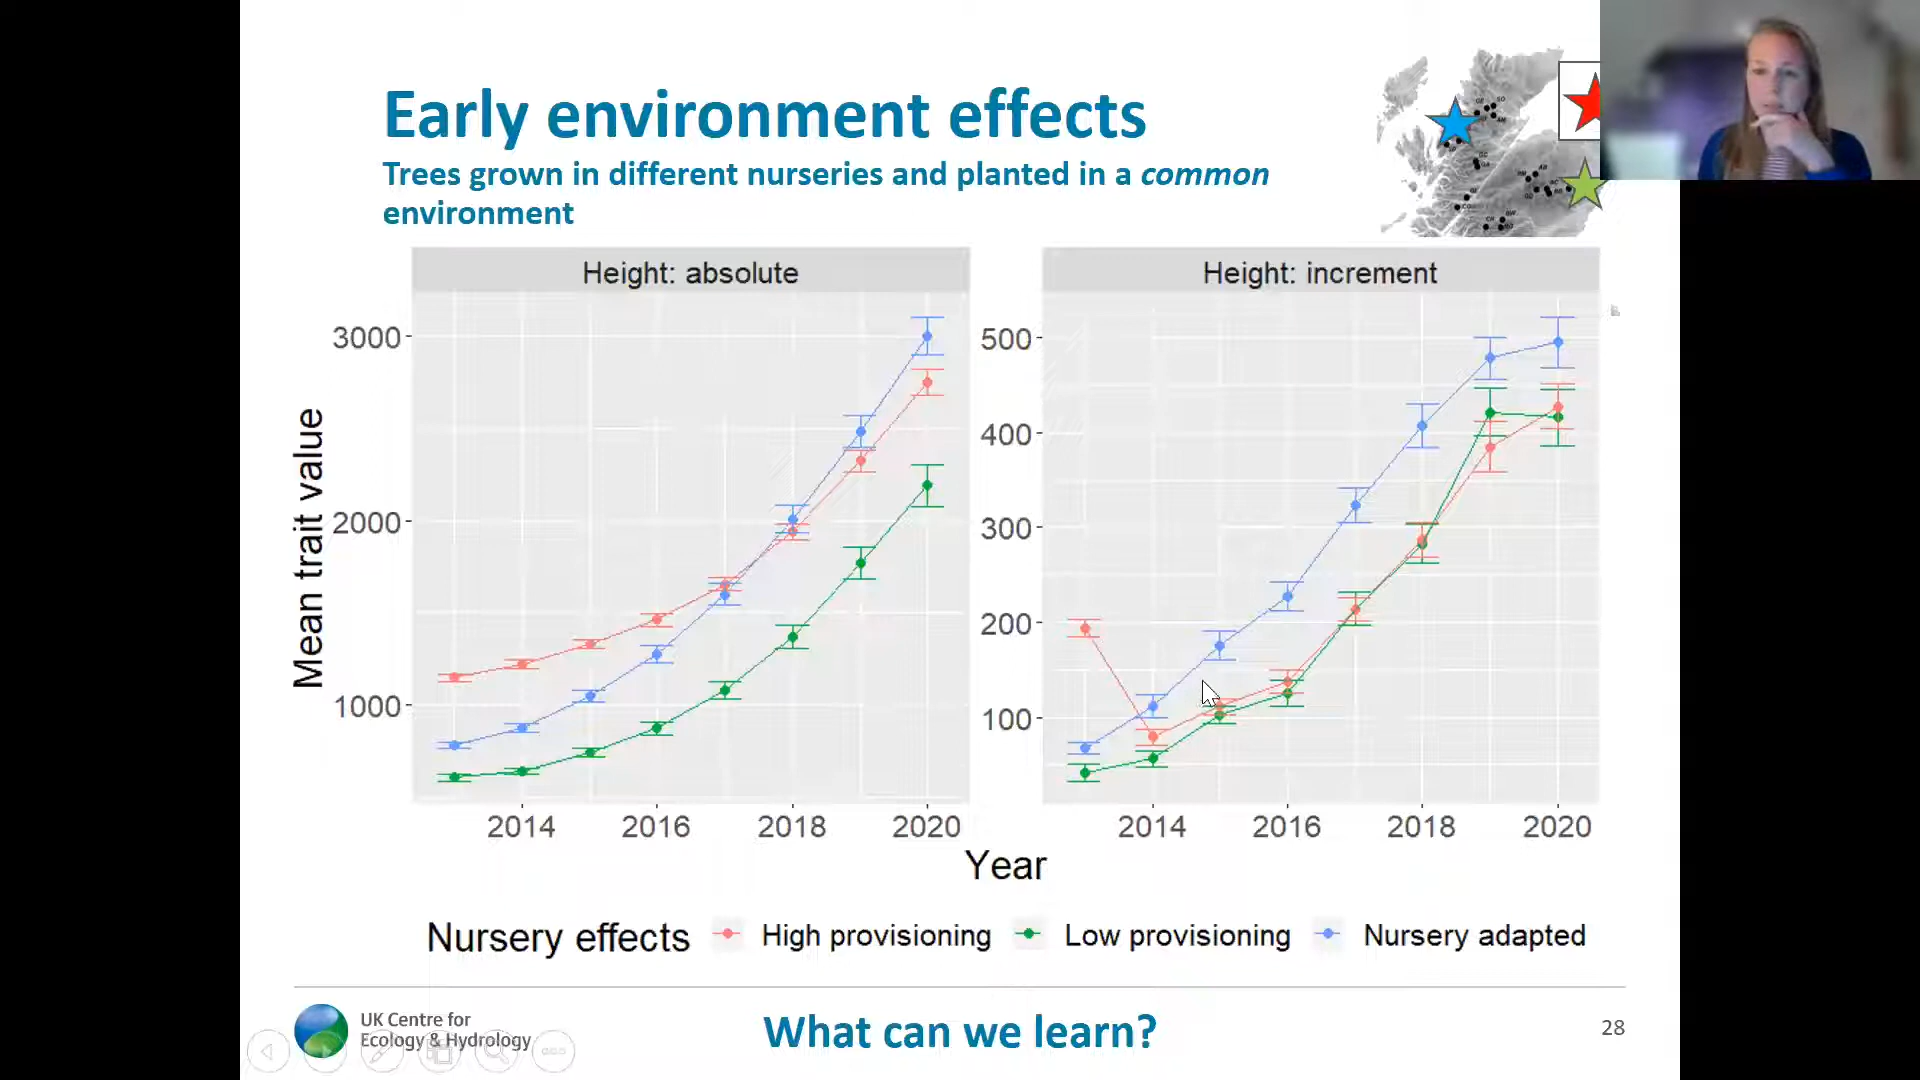 Early environment effects
Trees grown in different nurseries and planted in a common
environment
Height: absolute
Height: increment
3000
2000
1000
500
400
300
200
100
Mean trait value
2014 2016 2018 2020
2014 2016 2018 2020
Year
Nursery effects High provisioning Low provisioning Nursery adapted
UK Centre for
Ecology & Hydrology
What can we learn?
28